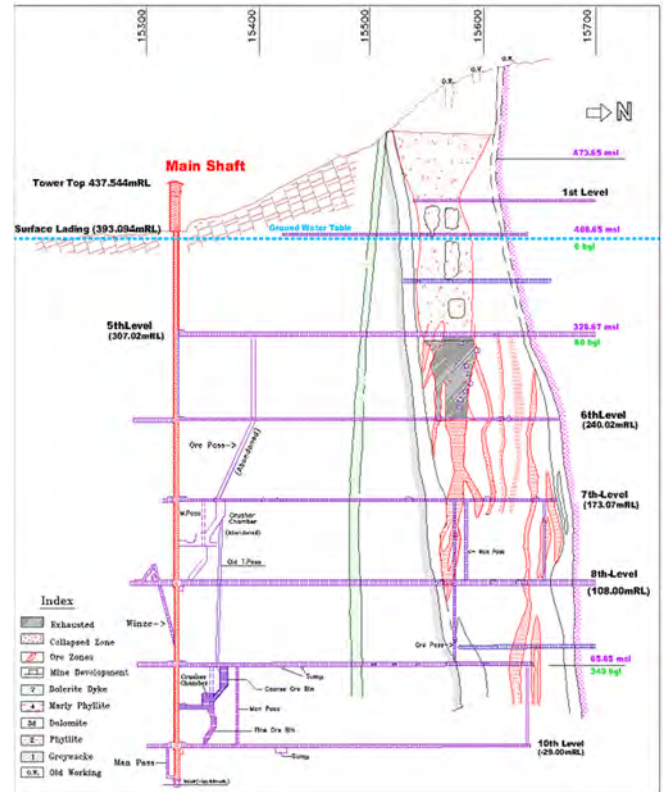 15300
15400
15500
15600
15700
O.V.
O.V.
O.V.
N
473.65 msl
Main Shaft
Tower Top 437.544mRL
1st Level
Surface Lading (393.094mRL)
Ground Water Table
408.65 msl
6 bgl
5thLevel
(307.02mRL)
325.67 msl
80 bgl
6thLevel
(240.02mRL)
Ore Pass->
(Abandoned)
7th-Level
(173.07mRL)
W.Pass
Crusher
Chamber
(Abandoned)
<- Man Pass
Old T.Pass
8th-Level
(108.00mRL)
Index
Exhausted
Collapsed Zone
Ore Zones
Mine Development
Dolerite Dyke
Marly Phyllite
Dolomite
Phyllite
Greywacke
O.V. Old Working
Winze->
Ore Pass->
65.65 msl
340 bgl
Sump
Crusher
Chamber
Coarse Ore Bin
Man Pass
Fine Ore Bin
10th Level
(-29.00mRL)
Man Pass
Sump